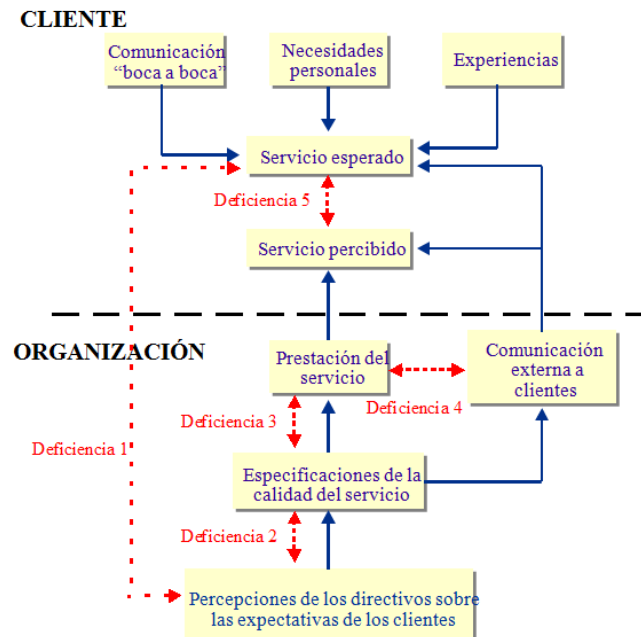 CLIENTE
Comunicación
“boca a boca”
Necesidades
personales
Experiencias
Servicio esperado
Deficiencia 5
Servicio percibido
ORGANIZACIÓN
Prestación del
servicio
Comunicación
externa a
clientes
Deficiencia 4
Deficiencia 3
Deficiencia 1
Especificaciones de la
calidad del servicio
Deficiencia 2
Percepciones de los directivos sobre
las expectativas de los clientes